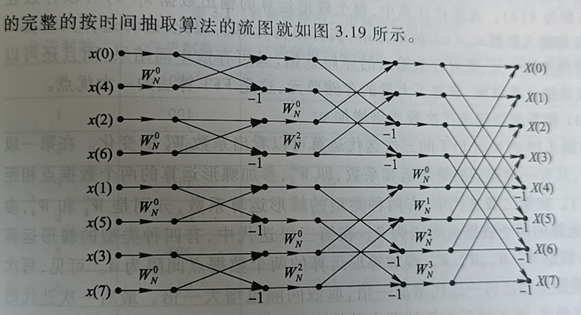 的完整的按时间抽取算法的流图就如图 3.19 所示。
x(0) X(0)
W_N^0
x(4) -1 W_N^0 X(1)
x(2) W_N^2 -1 X(2)
W_N^0
x(6) -1 -1 W_N^0 X(3)
x(1) W_N^1 X(4)
W_N^0 -1
x(5) -1 W_N^0 W_N^2 X(5)
-1
x(3) W_N^2 -1 W_N^3 X(6)
W_N^0 -1
x(7) -1 -1 X(7)
-1